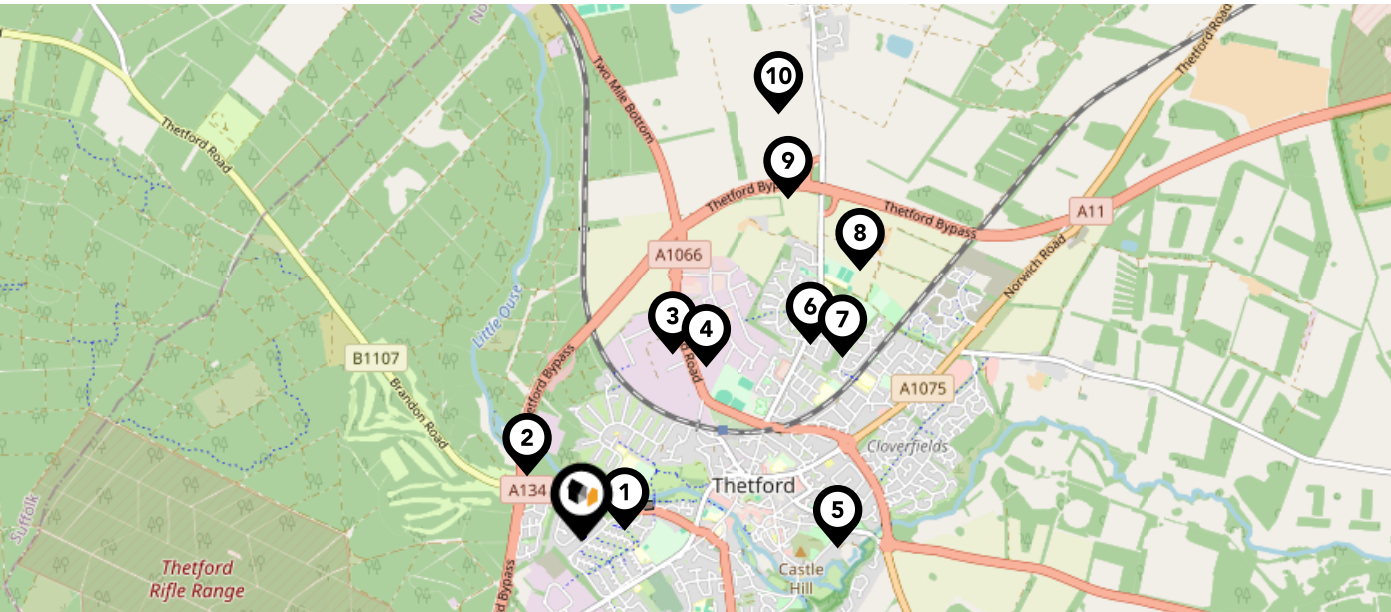 No
Thetford Road
10
Two Mile Bottom
Thetford Road
9
Thetford Byp
Thetford Bypass
A11
8
A1066
Norwich Road
Little Ouse
3
4
6
7
Road
B1107
Thetford Bypass
A1075
Brandon Road
2
Cloverfields
A134
1
Thetford
5
Suffolk
Castle
Hill
Thetford
Rifle Range
d Bypass